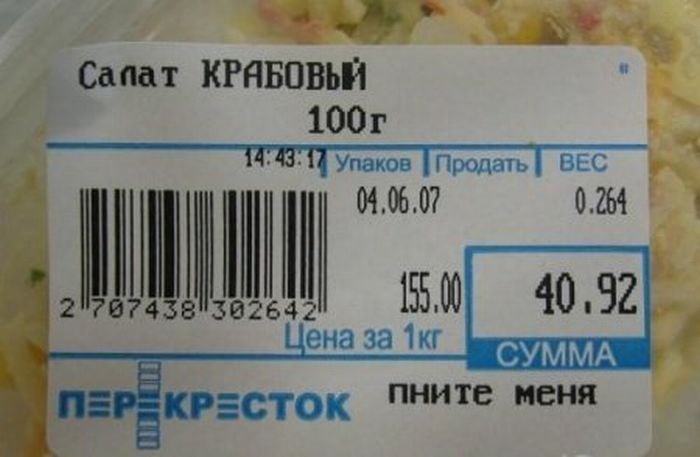 Салат КРАБОВЫЙ
100г
14:43:17 Упаков Продать ВЕС
04.06.07 0.264
155.00 40.92
2 707438 302642
Цена за 1кг СУММА
ПЕРЕКРЕСТОК пните меня